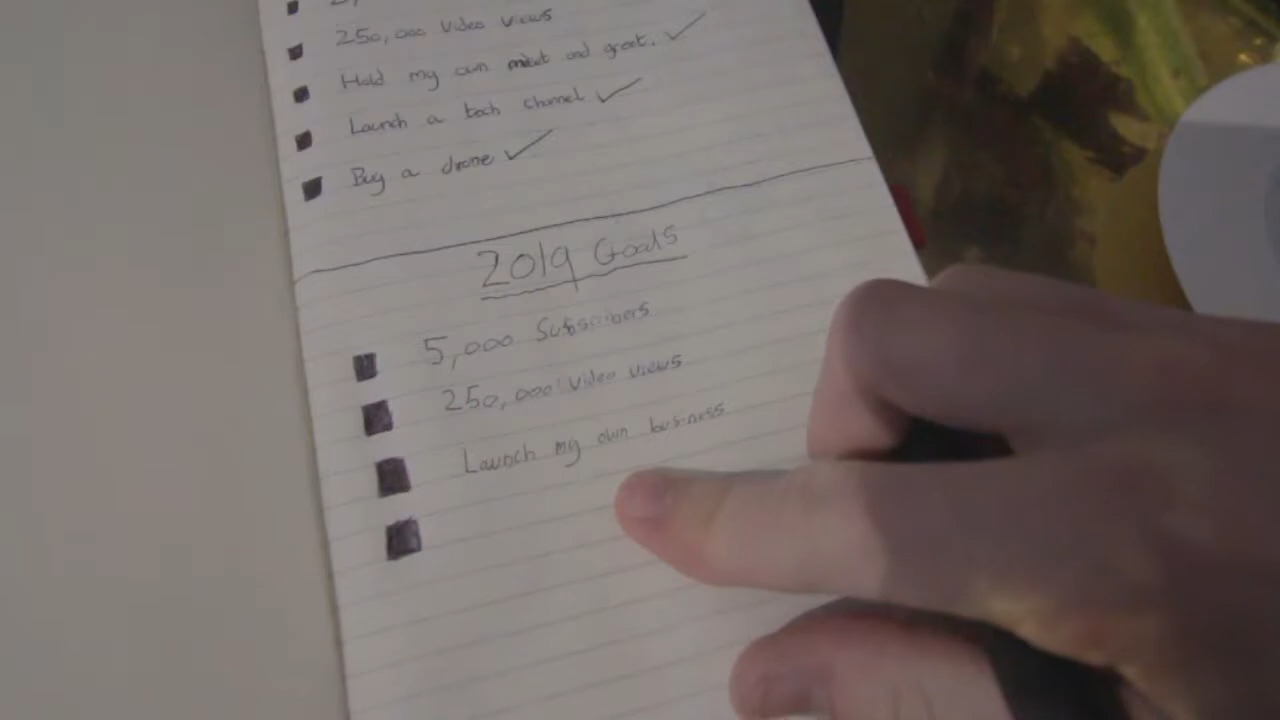 250,000 Video Views
Hold my own meet and greet. ✓
Launch a tech channel ✓
Buy a drone ✓
2019 Goals
5,000 Subscribers
250,000 Video Views
Launch my own business